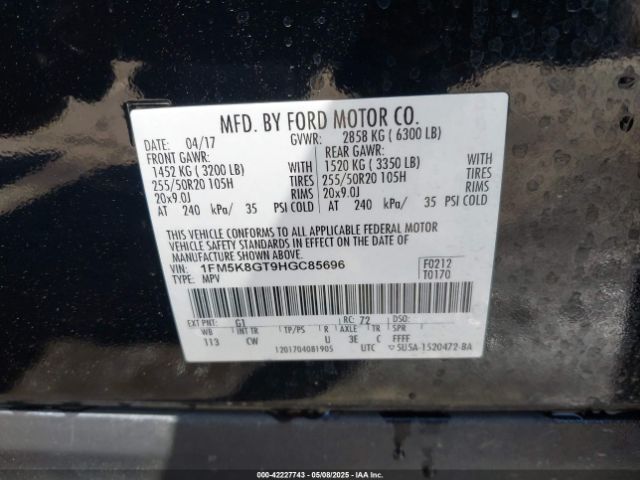 MFD. BY FORD MOTOR CO.
DATE: 04/17 GVWR: 2858 KG ( 6300 LB)
FRONT GAWR: REAR GAWR:
1452 KG ( 3200 LB) WITH 1520 KG ( 3350 LB) WITH
255/50R20 105H TIRES 255/50R20 105H TIRES
20x9.0J RIMS 20x9.0J RIMS
AT 240 kPa/ 35 PSI COLD AT 240 kPa/ 35 PSI COLD
THIS VEHICLE CONFORMS TO ALL APPLICABLE FEDERAL MOTOR
VEHICLE SAFETY STANDARDS IN EFFECT ON THE DATE OF
MANUFACTURE SHOWN ABOVE.
VIN: 1FM5K8GT9HGC85696 F0212
TYPE: MPV T0170
EXT PNT: G1 RC: 72 DSO:
WB INT TR TP/PS R AXLE TR SPR
113 CW U 3E C FFFF
1201704081905 UTC SU5A-1520472-BA
000-42227743 - 05/08/2025 - IAA Inc.